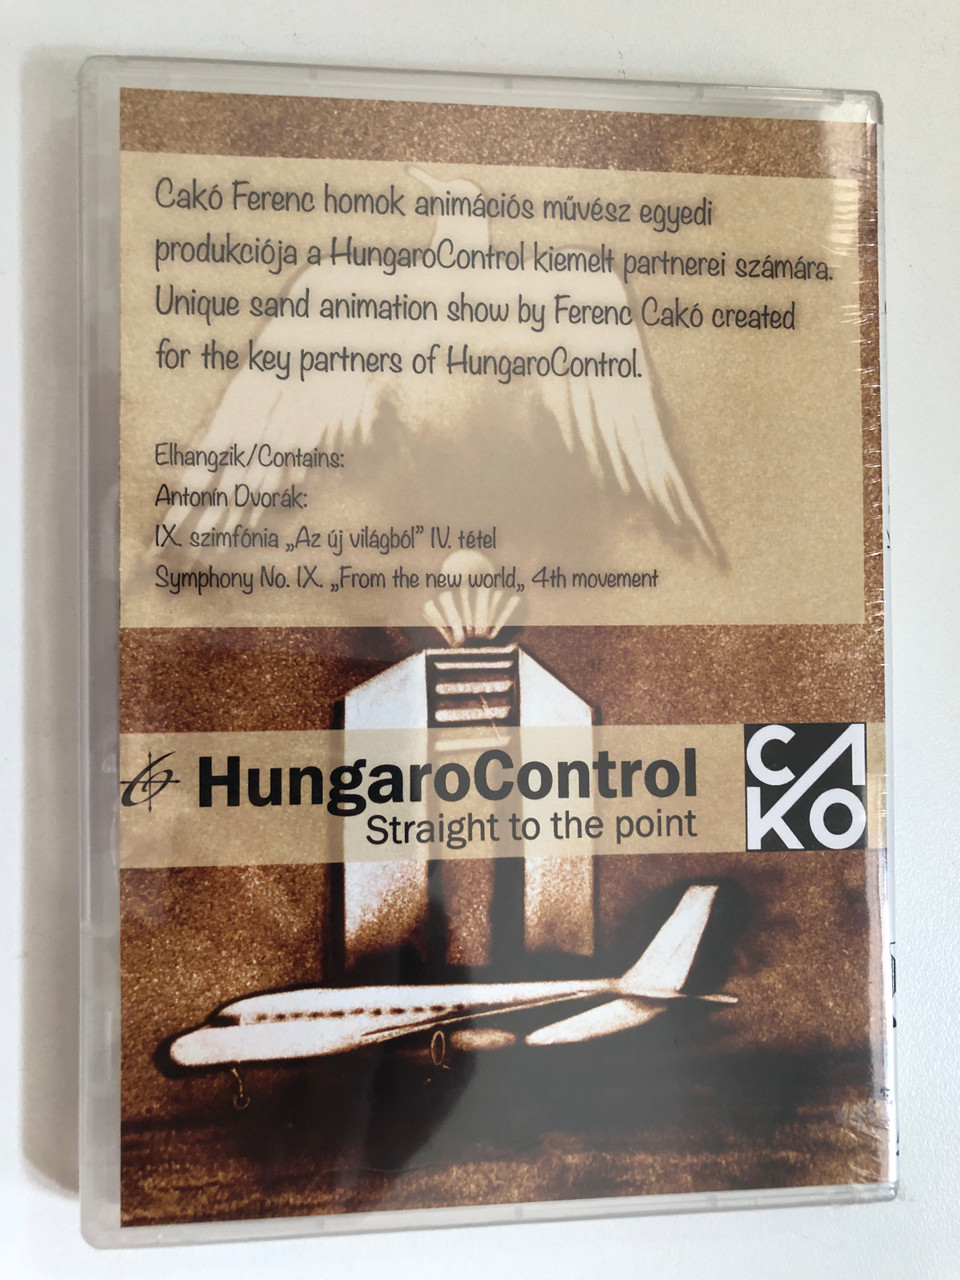 Cakó Ferenc homok animációs művész egyedi
produkciója a HungaroControl kiemelt partnerei számára.
Unique sand animation show by Ferenc Cakó created
for the key partners of HungaroControl.
Elhangzik/Contains:
Antonín Dvorák:
IX. szimfónia „Az új világból” IV. tétel
Symphony No. IX. „From the new world„ 4th movement
HungaroControl
Straight to the point
CA
KO